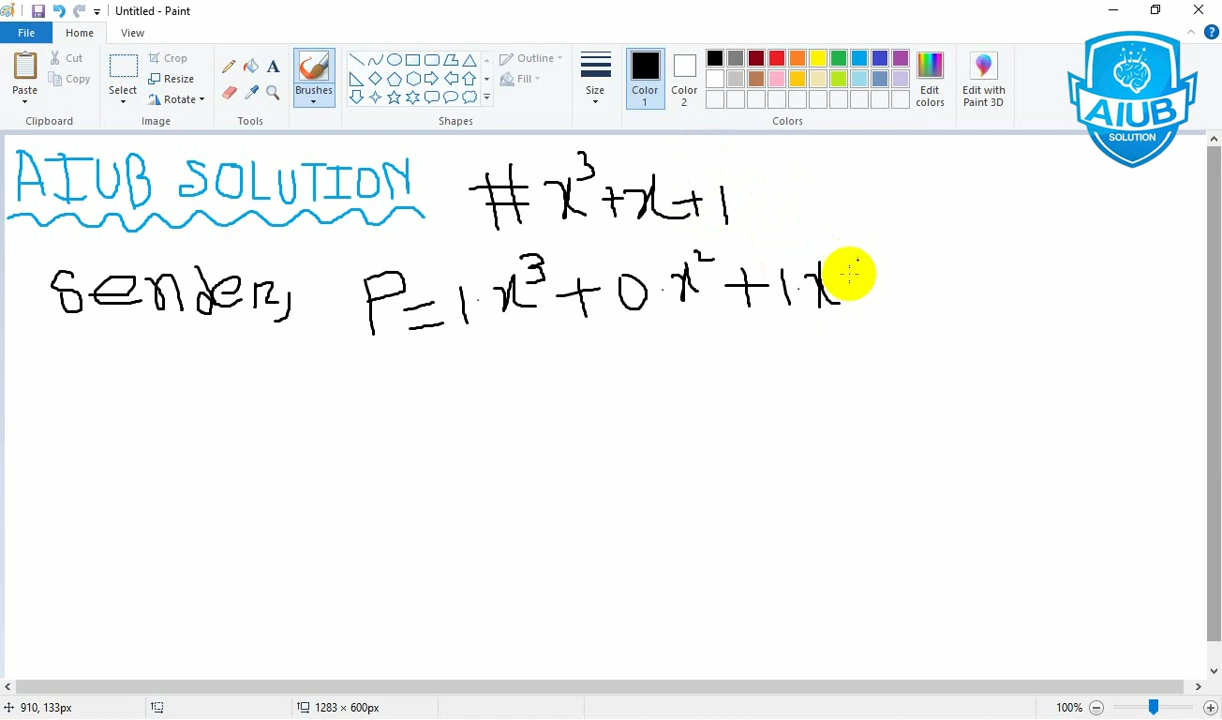 Untitled - Paint
File Home View
Paste Cut Copy Clipboard
Select Crop Resize Rotate Image
A Tools
Brushes
Outline Fill Shapes
Size
Color 1 Color 2 Colors
Edit colors
Edit with Paint 3D
AIUB SOLUTION
AIUB SOLUTION # x³+x+1
Sender, P=1·x³+0·x²+1·x
910, 133px 1283 × 600px 100%